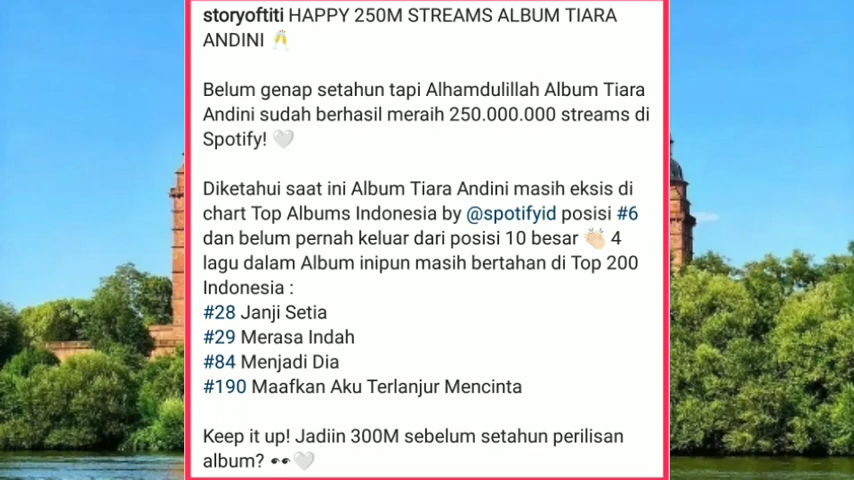 storyoftiti HAPPY 250M STREAMS ALBUM TIARA
ANDINI 🥂
Belum genap setahun tapi Alhamdulillah Album Tiara
Andini sudah berhasil meraih 250.000.000 streams di
Spotify! 🤍
Diketahui saat ini Album Tiara Andini masih eksis di
chart Top Albums Indonesia by @spotifyid posisi #6
dan belum pernah keluar dari posisi 10 besar 👏🏻 4
lagu dalam Album inipun masih bertahan di Top 200
Indonesia :
#28 Janji Setia
#29 Merasa Indah
#84 Menjadi Dia
#190 Maafkan Aku Terlanjur Mencinta
Keep it up! Jadiin 300M sebelum setahun perilisan
album? 👀🤍